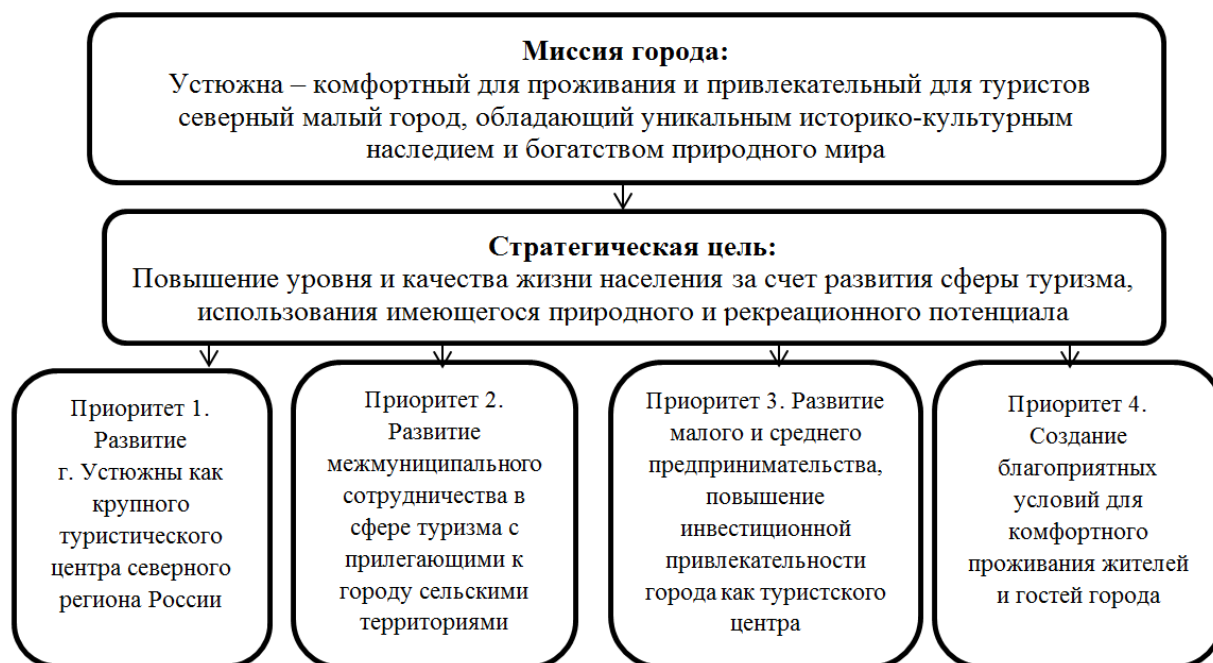 Миссия города:
Устюжна – комфортный для проживания и привлекательный для туристов
северный малый город, обладающий уникальным историко-культурным
наследием и богатством природного мира
Стратегическая цель:
Повышение уровня и качества жизни населения за счет развития сферы туризма,
использования имеющегося природного и рекреационного потенциала
Приоритет 1.
Развитие
г. Устюжны как
крупного
туристического
центра северного
региона России
Приоритет 2.
Развитие
межмуниципального
сотрудничества в
сфере туризма с
прилегающими к
городу сельскими
территориями
Приоритет 3. Развитие
малого и среднего
предпринимательства,
повышение
инвестиционной
привлекательности
города как туристского
центра
Приоритет 4.
Создание
благоприятных
условий для
комфортного
проживания жителей
и гостей города